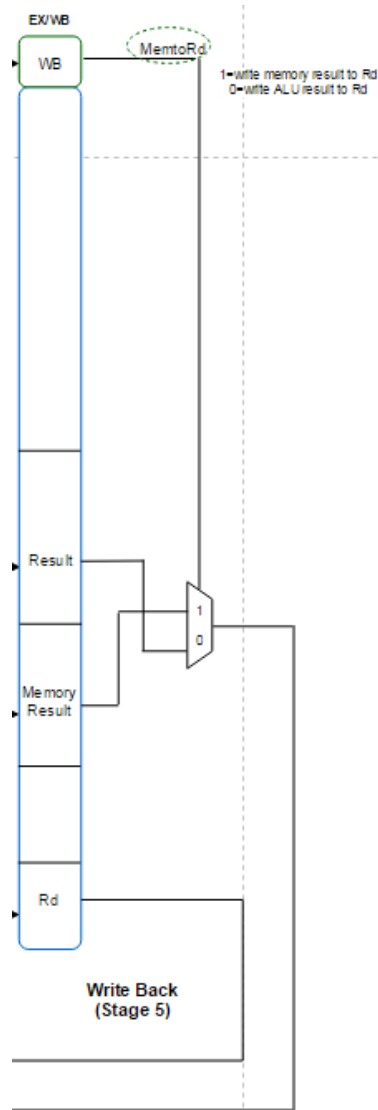 EX/WB
WB
MemtoRd
1=write memory result to Rd
0=write ALU result to Rd
Result
1
0
Memory
Result
Rd
Write Back
(Stage 5)